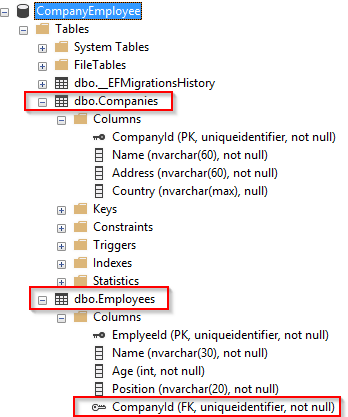 CompanyEmployee
Tables
System Tables
FileTables
dbo.__EFMigrationsHistory
dbo.Companies
Columns
CompanyId (PK, uniqueidentifier, not null)
Name (nvarchar(60), not null)
Address (nvarchar(60), not null)
Country (nvarchar(max), null)
Keys
Constraints
Triggers
Indexes
Statistics
dbo.Employees
Columns
EmplyeeId (PK, uniqueidentifier, not null)
Name (nvarchar(30), not null)
Age (int, not null)
Position (nvarchar(20), not null)
CompanyId (FK, uniqueidentifier, not null)